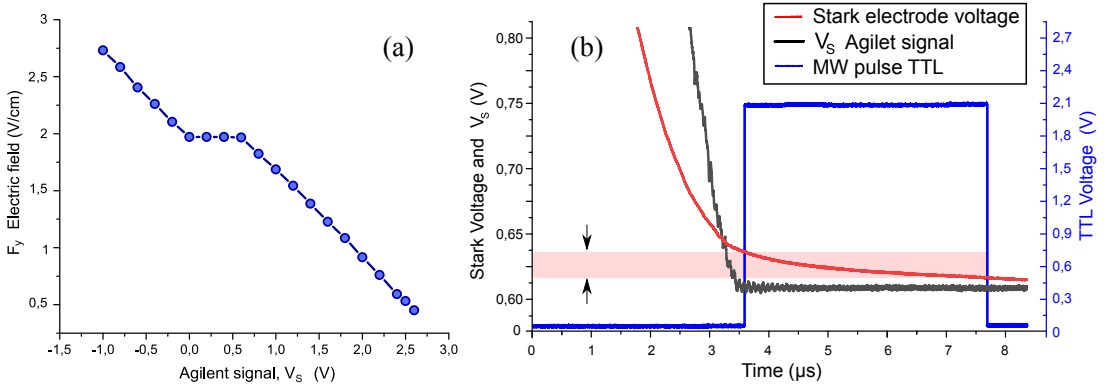 (a)
F_y Electric field (V/cm)
3
2,5
2
1,5
1
0,5
-1,5 -1,0 -0,5 0,0 0,5 1,0 1,5 2,0 2,5 3,0
Agilent signal, V_S (V)
(b)
Stark electrode voltage
V_S Agilet signal
MW pulse TTL
Stark Voltage and V_S (V)
0,80
0,75
0,70
0,65
0,60
0
0 1 2 3 4 5 6 7 8
Time (μs)
2,7
2,4
2,1
1,8
1,5
1,2
0,9
0,6
0,3
0
TTL Voltage (V)